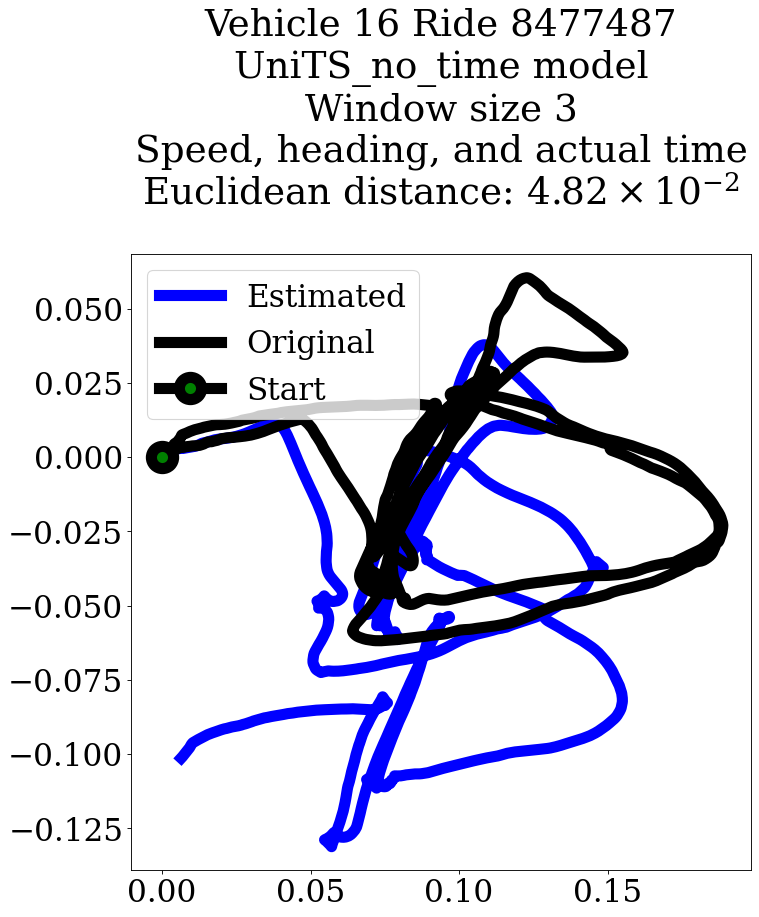 Vehicle 16 Ride 8477487
UniTS_no_time model
Window size 3
Speed, heading, and actual time
Euclidean distance: 4.82 × 10⁻²
Estimated
Original
Start
0.050
0.025
0.000
−0.025
−0.050
−0.075
−0.100
−0.125
0.00 0.05 0.10 0.15